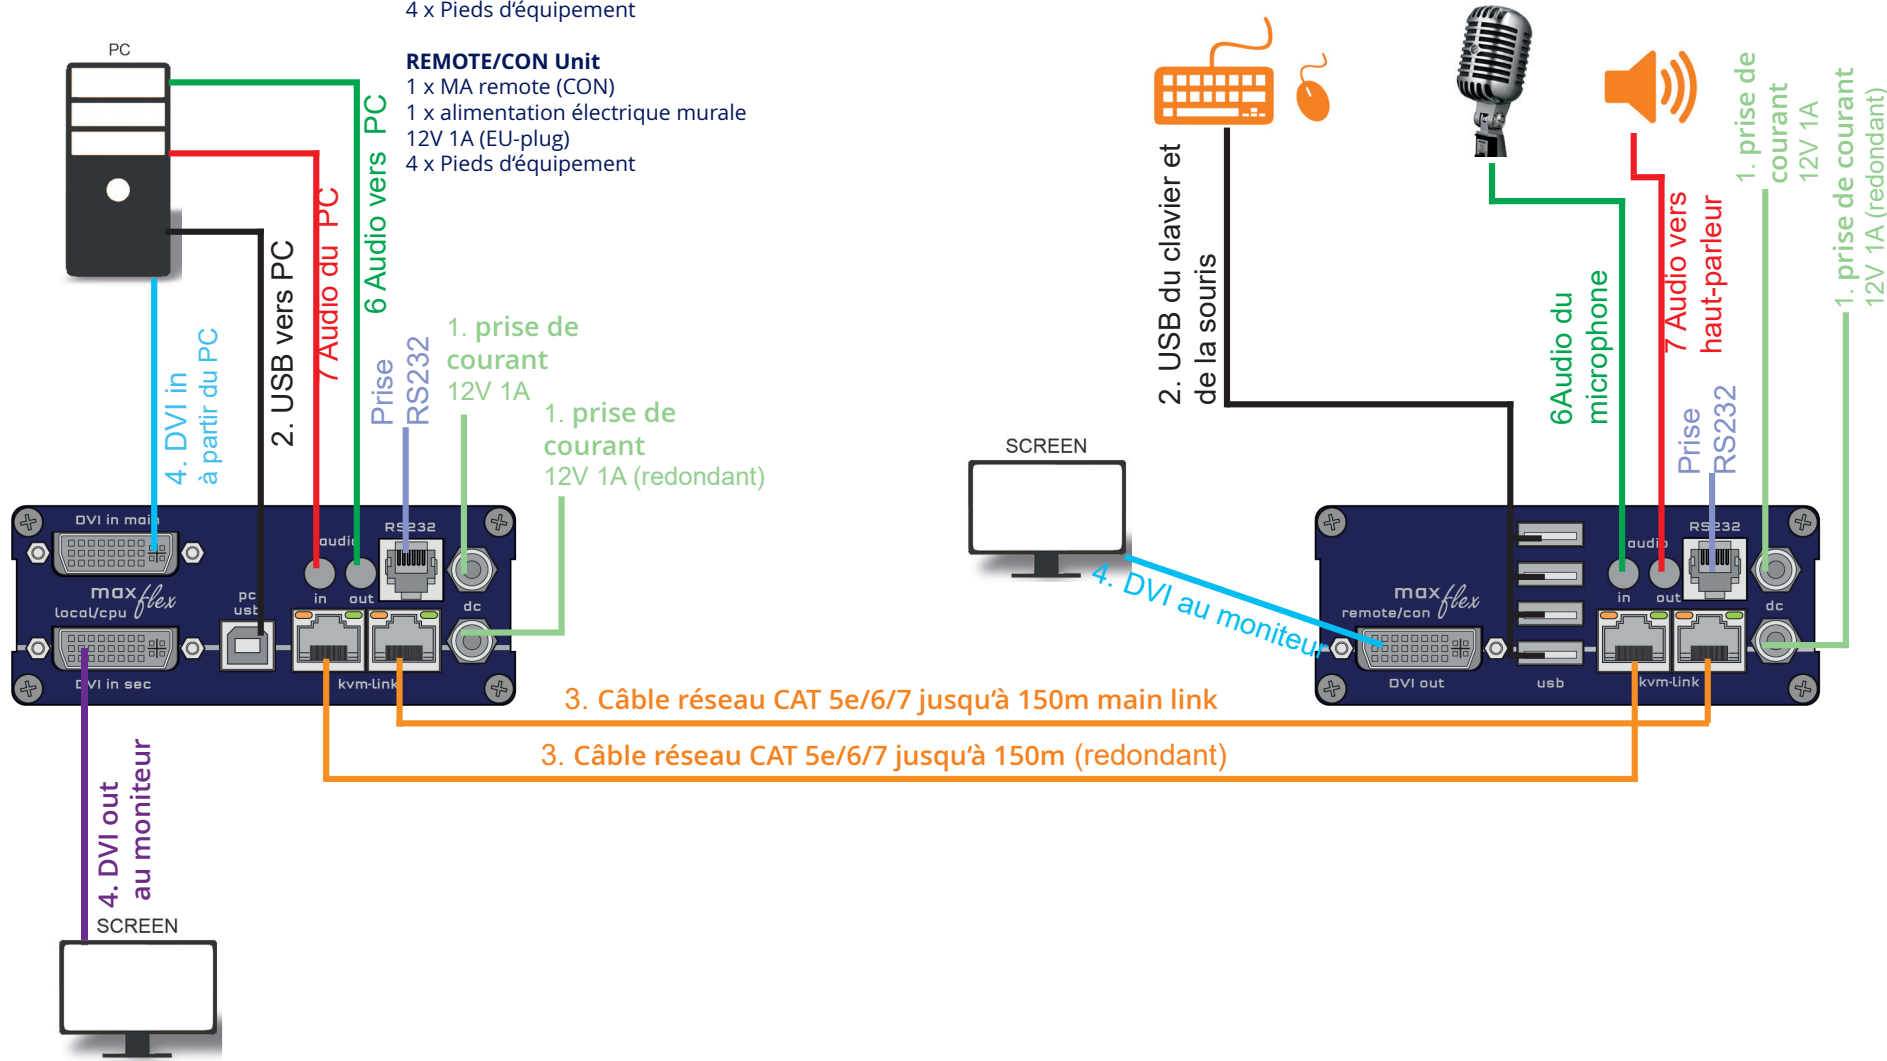 4 x Pieds d‘équipement
REMOTE/CON Unit
1 x MA remote (CON)
1 x alimentation électrique murale
12V 1A (EU-plug)
4 x Pieds d‘équipement
PC
4. DVI in
à partir du PC
2. USB vers PC
7 Audio du PC
6 Audio vers PC
Prise
RS232
1. prise de
courant
12V 1A
1. prise de
courant
12V 1A (redondant)
DVI in main
maxflex
local/cpu
DVI in sec
pc
usb
audio
in
out
RS232
dc
kvm-link
4. DVI out
au moniteur
SCREEN
3. Câble réseau CAT 5e/6/7 jusqu‘à 150m main link
3. Câble réseau CAT 5e/6/7 jusqu‘à 150m (redondant)
SCREEN
4. DVI au moniteur
2. USB du clavier et
de la souris
6Audio du
microphone
7 Audio vers
haut-parleur
Prise
RS232
1. prise de
courant
12V 1A
1. prise de courant
12V 1A (redondant)
maxflex
remote/con
DVI out
usb
audio
in
out
RS232
dc
kvm-link